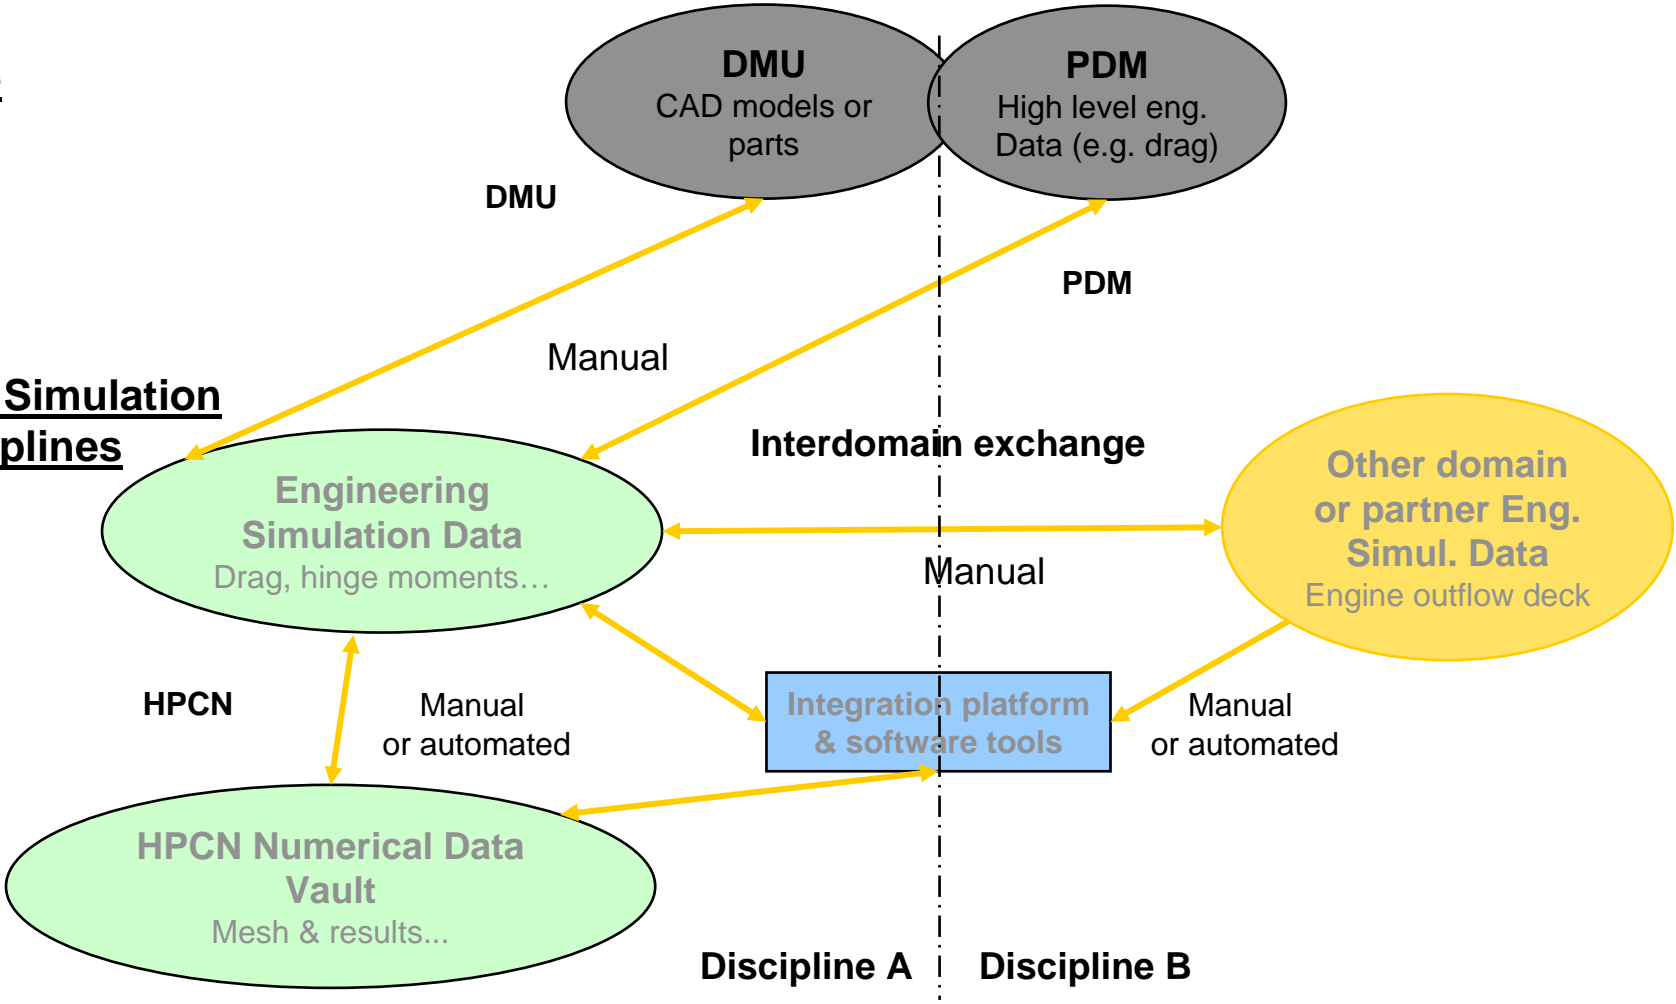 DMU
CAD models or
parts
PDM
High level eng.
Data (e.g. drag)
DMU
PDM
Manual
Simulation
plines
Interdomain exchange
Engineering
Simulation Data
Drag, hinge moments…
Other domain
or partner Eng.
Simul. Data
Engine outflow deck
Manual
HPCN
Manual
or automated
Integration platform
& software tools
Manual
or automated
HPCN Numerical Data
Vault
Mesh & results...
Discipline A
Discipline B